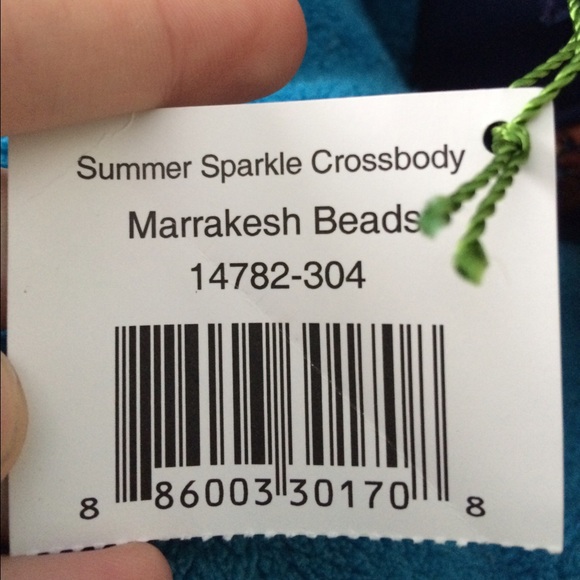 Summer Sparkle Crossbody
Marrakesh Beads
14782-304
8 86003 30170 8